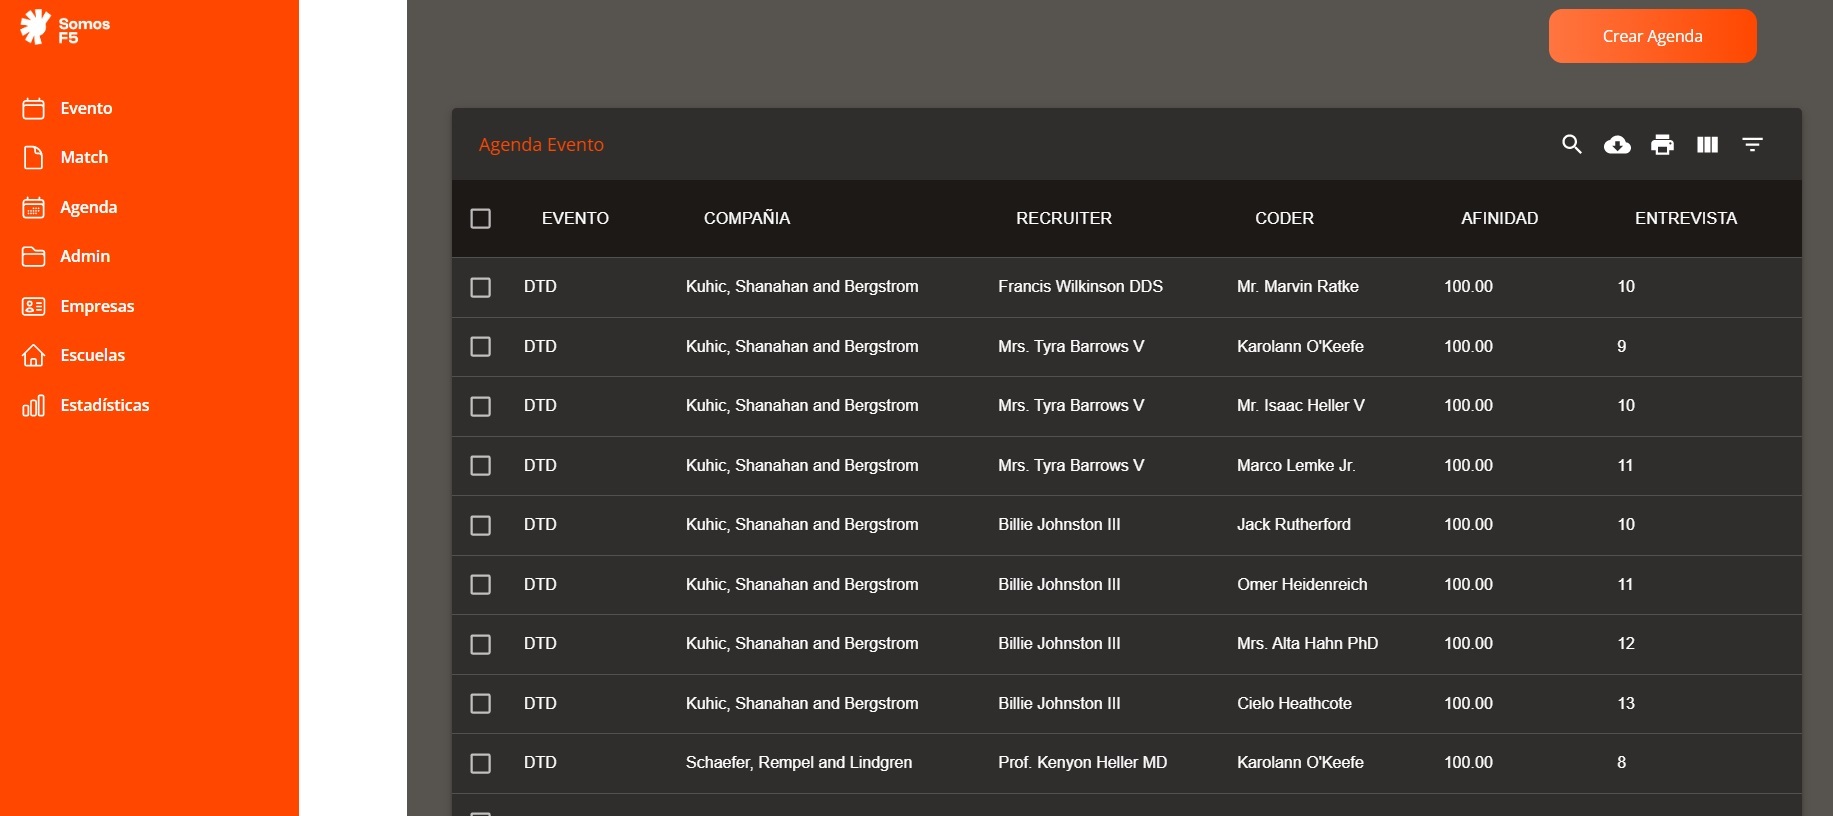 Somos
F5
Evento
Match
Agenda
Admin
Empresas
Escuelas
Estadísticas
Crear Agenda
Agenda Evento
EVENTO COMPAÑIA RECRUITER CODER AFINIDAD ENTREVISTA
DTD Kuhic, Shanahan and Bergstrom Francis Wilkinson DDS Mr. Marvin Ratke 100.00 10
DTD Kuhic, Shanahan and Bergstrom Mrs. Tyra Barrows V Karolann O'Keefe 100.00 9
DTD Kuhic, Shanahan and Bergstrom Mrs. Tyra Barrows V Mr. Isaac Heller V 100.00 10
DTD Kuhic, Shanahan and Bergstrom Mrs. Tyra Barrows V Marco Lemke Jr. 100.00 11
DTD Kuhic, Shanahan and Bergstrom Billie Johnston III Jack Rutherford 100.00 10
DTD Kuhic, Shanahan and Bergstrom Billie Johnston III Omer Heidenreich 100.00 11
DTD Kuhic, Shanahan and Bergstrom Billie Johnston III Mrs. Alta Hahn PhD 100.00 12
DTD Kuhic, Shanahan and Bergstrom Billie Johnston III Cielo Heathcote 100.00 13
DTD Schaefer, Rempel and Lindgren Prof. Kenyon Heller MD Karolann O'Keefe 100.00 8